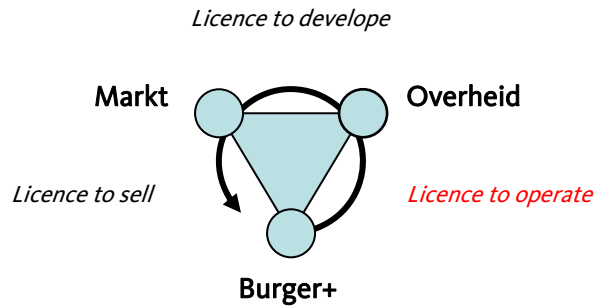 Licence to develope
Markt
Overheid
Licence to sell
Licence to operate
Burger+